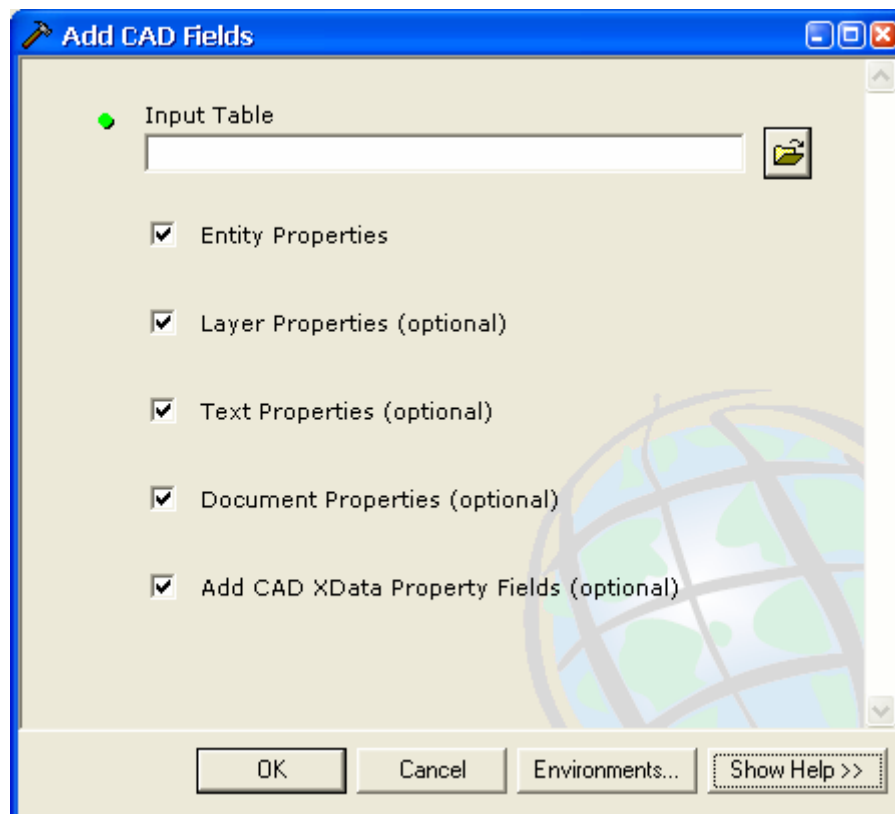 Add CAD Fields
Input Table
Entity Properties
Layer Properties (optional)
Text Properties (optional)
Document Properties (optional)
Add CAD XData Property Fields (optional)
OK Cancel Environments... Show Help >>